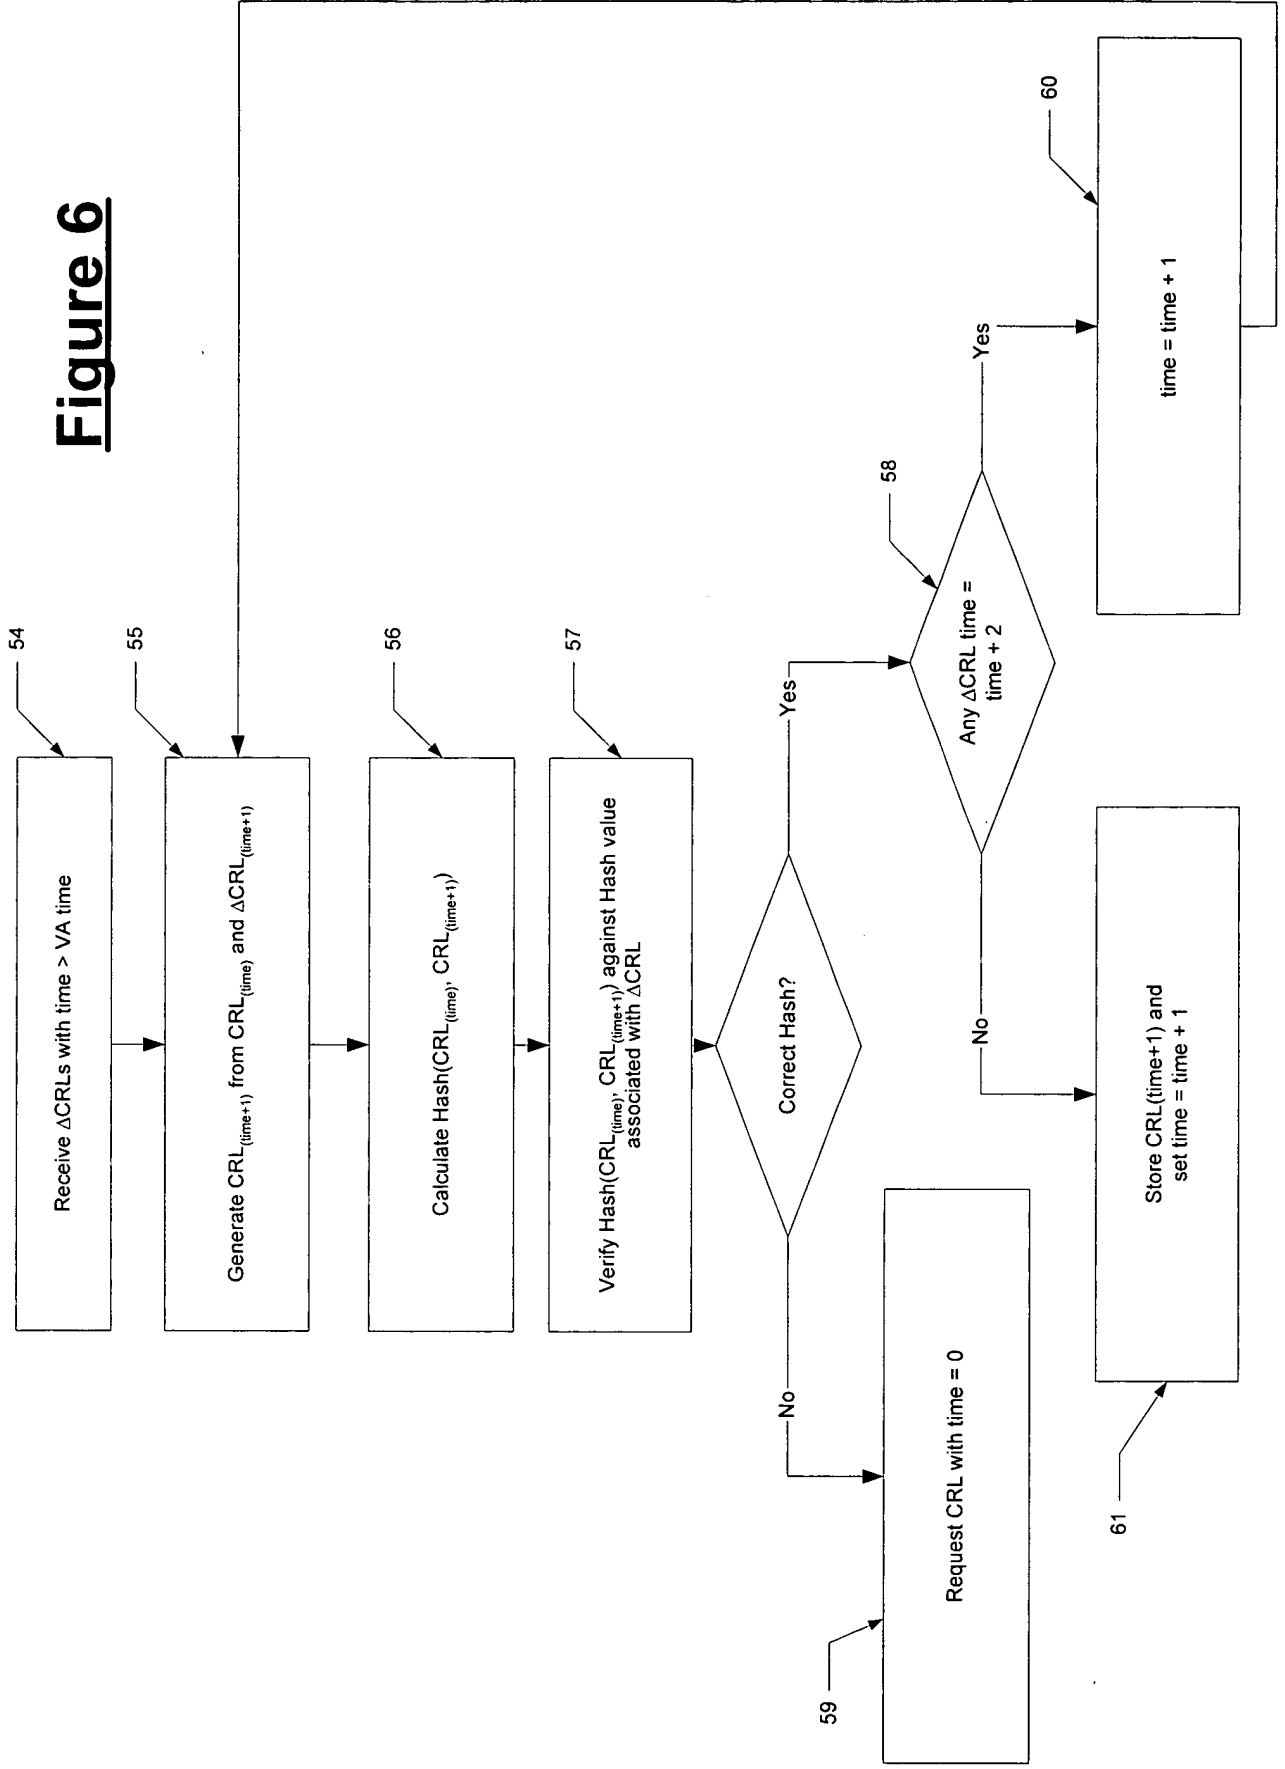 Figure 6
54
Receive ΔCRLs with time > VA time
55
Generate CRL(time+1) from CRL(time) and ΔCRL(time+1)
56
Calculate Hash(CRL(time), CRL(time+1))
57
Verify Hash(CRL(time), CRL(time+1)) against Hash value
associated with ΔCRL
Correct Hash?
No
Yes
58
Any ΔCRL time =
time + 2
59
Request CRL with time = 0
No
Yes
60
time = time + 1
61
Store CRL(time+1) and
set time = time + 1